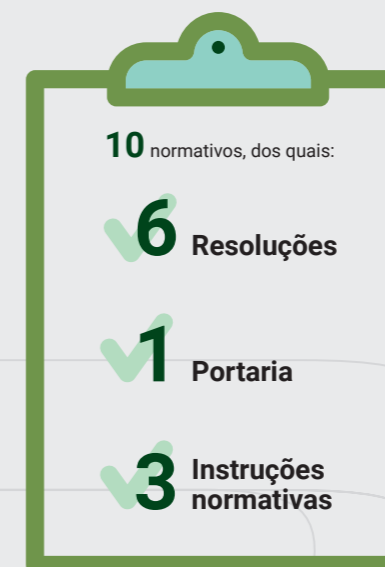 10 normativos, dos quais:
6 Resoluções
1 Portaria
3 Instruções
normativas